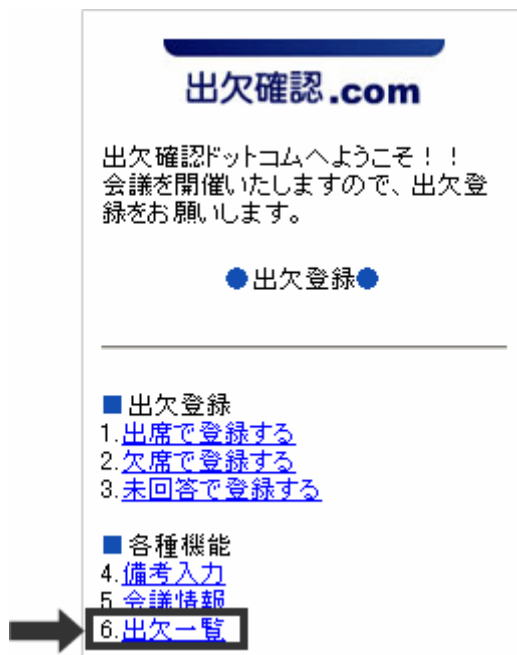 出欠確認.com
出欠確認ドットコムへようこそ！！
会議を開催いたしますので、出欠登
録をお願いします。
●出欠登録●
■出欠登録
1.出席で登録する
2.欠席で登録する
3.未回答で登録する
■各種機能
4.備考入力
5.会議情報
6.出欠一覧